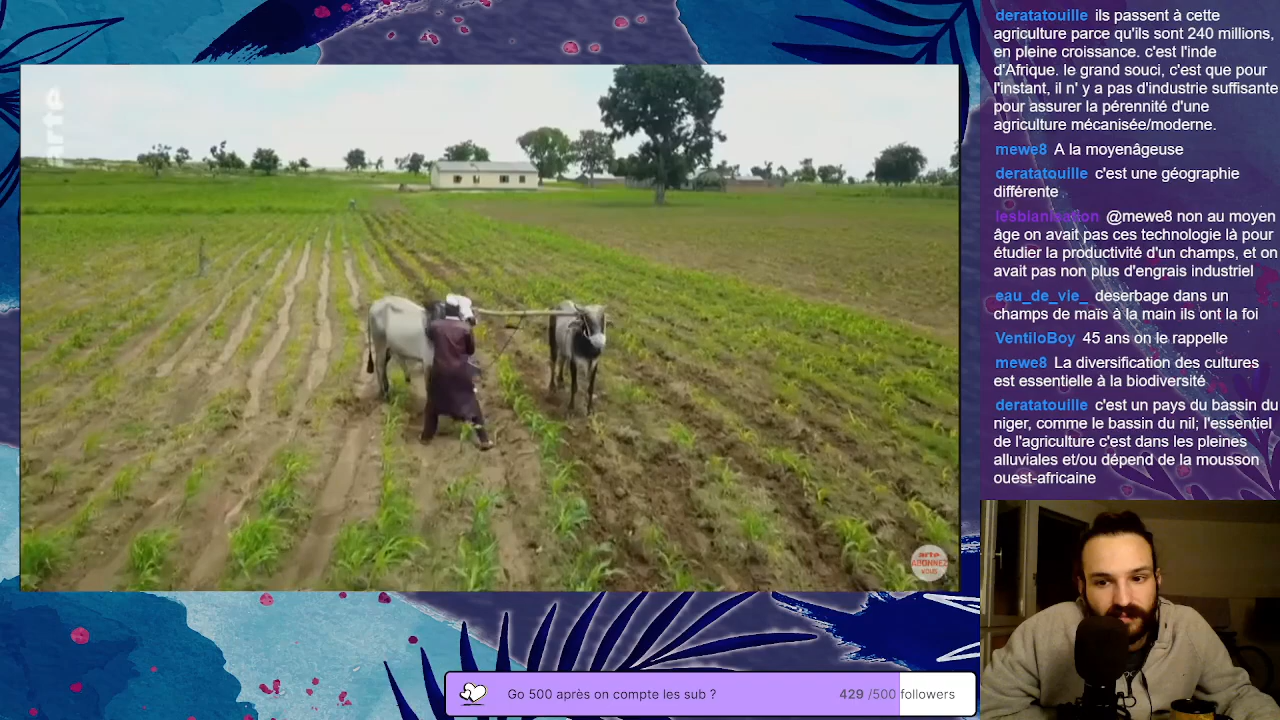 arte
deratatouille ils passent à cette
agriculture parce qu'ils sont 240 millions,
en pleine croissance. c'est l'inde
d'Afrique. le grand souci, c'est que pour
l'instant, il n' y a pas d'industrie suffisante
pour assurer la pérennité d'une
agriculture mécanisée/moderne.
mewe8 A la moyenâgeuse
deratatouille c'est une géographie
différente
@mewe8 non au moyen
âge on avait pas ces technologie là pour
étudier la productivité d'un champs, et on
avait pas non plus d'engrais industriel
eau_de_vie_ deserbage dans un
champs de maïs à la main ils ont la foi
VentiloBoy 45 ans on le rappelle
mewe8 La diversification des cultures
est essentielle à la biodiversité
deratatouille c'est un pays du bassin du
niger, comme le bassin du nil; l'essentiel
de l'agriculture c'est dans les pleines
alluviales et/ou dépend de la mousson
ouest-africaine
arte
ABONNEZ
VOUS
Go 500 après on compte les sub ? 429 /500 followers